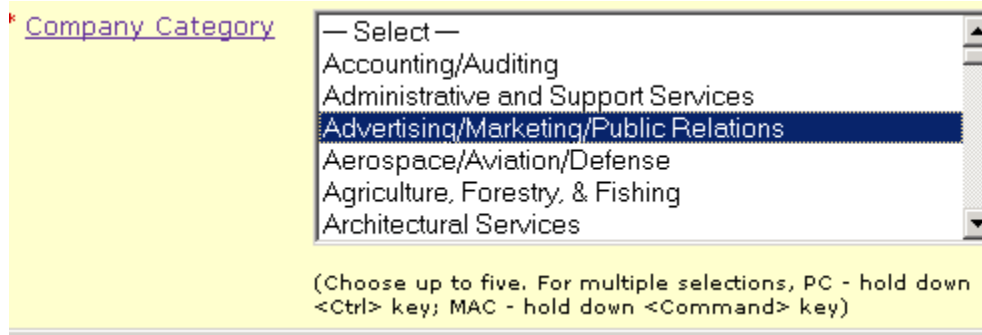 * Company Category
— Select —
Accounting/Auditing
Administrative and Support Services
Advertising/Marketing/Public Relations
Aerospace/Aviation/Defense
Agriculture, Forestry, & Fishing
Architectural Services
(Choose up to five. For multiple selections, PC - hold down
<Ctrl> key; MAC - hold down <Command> key)